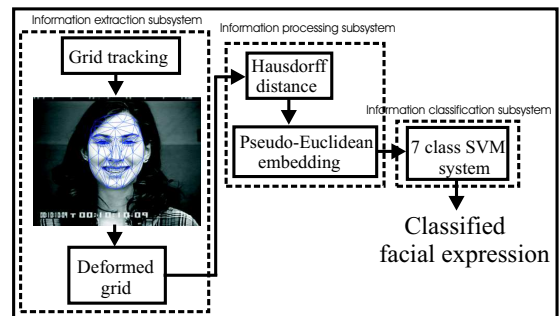 Information extraction subsystem
Grid tracking
Deformed
grid
Information processing subsystem
Hausdorff
distance
Pseudo-Euclidean
embedding
Information classification subsystem
7 class SVM
system
Classified
facial expression